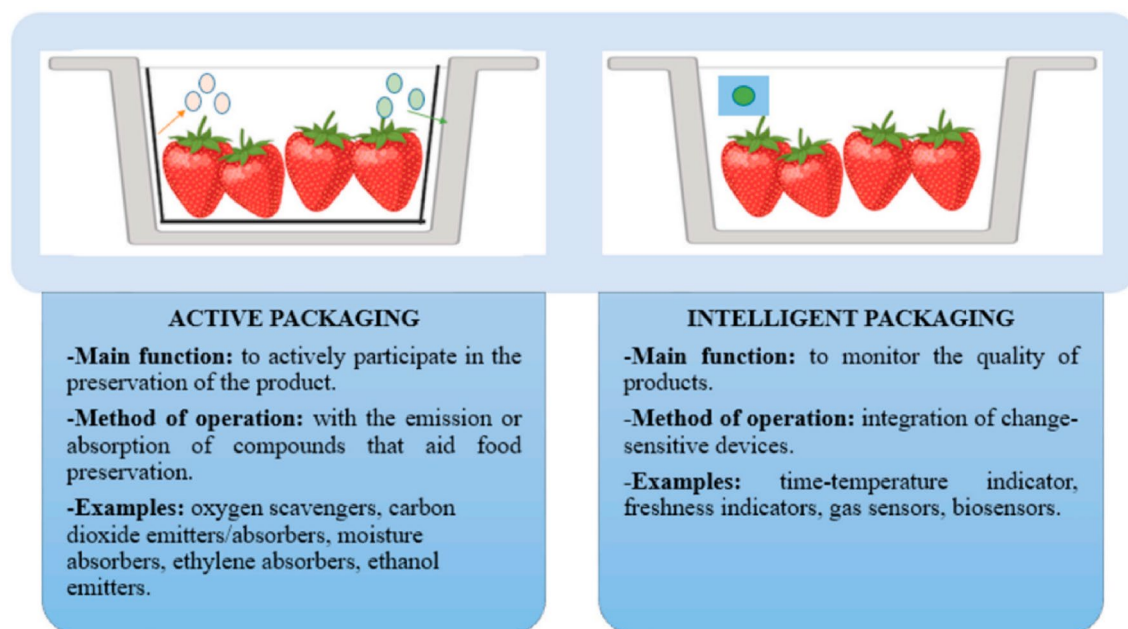 ACTIVE PACKAGING
-Main function: to actively participate in the
preservation of the product.
-Method of operation: with the emission or
absorption of compounds that aid food
preservation.
-Examples: oxygen scavengers, carbon
dioxide emitters/absorbers, moisture
absorbers, ethylene absorbers, ethanol
emitters.
INTELLIGENT PACKAGING
-Main function: to monitor the quality of
products.
-Method of operation: integration of change-
sensitive devices.
-Examples: time-temperature indicator,
freshness indicators, gas sensors, biosensors.